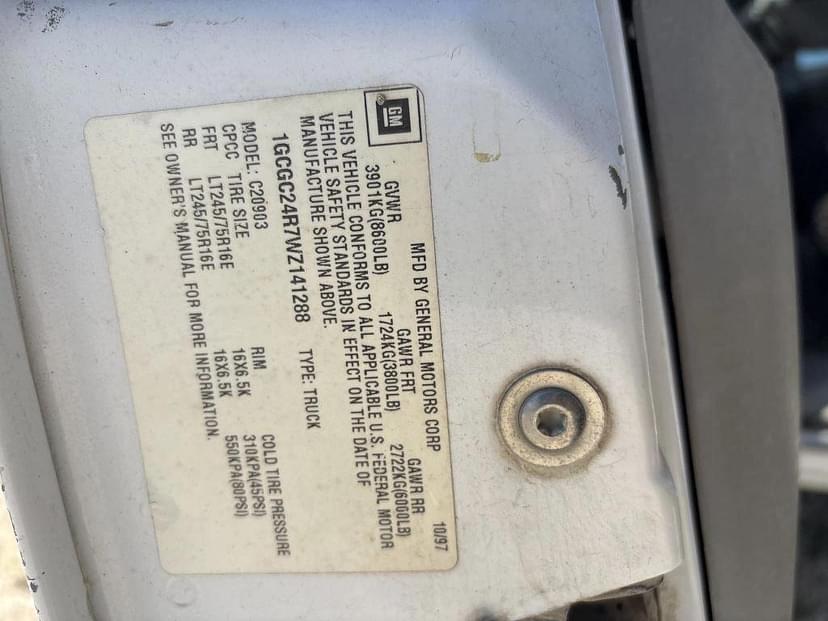 GM
MFD BY GENERAL MOTORS CORP 10/97
GVWR GAWR FRT GAWR RR
3901KG(8600LB) 1724KG(3800LB) 2722KG(6000LB)
THIS VEHICLE CONFORMS TO ALL APPLICABLE U.S. FEDERAL MOTOR
VEHICLE SAFETY STANDARDS IN EFFECT ON THE DATE OF
MANUFACTURE SHOWN ABOVE.
1GCGC24R7WZ141288 TYPE: TRUCK
MODEL: C20903
CPCC TIRE SIZE RIM COLD TIRE PRESSURE
FRT LT245/75R16E 16X6.5K 310KPA(45PSI)
RR LT245/75R16E 16X6.5K 550KPA(80PSI)
SEE OWNER'S MANUAL FOR MORE INFORMATION.